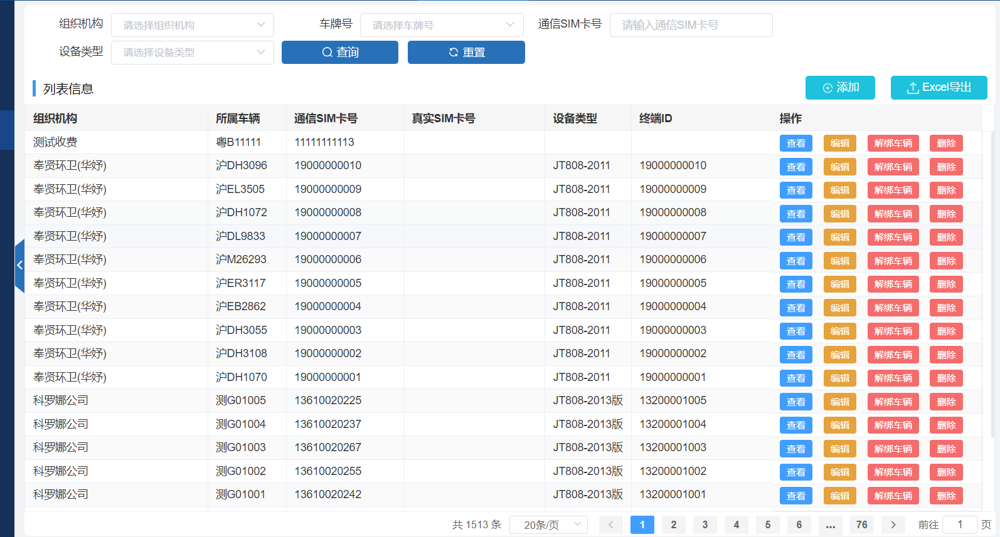 组织机构 请选择组织机构 车牌号 请选择车牌号 通信SIM卡号 请输入通信SIM卡号
设备类型 请选择设备类型 查询 重置
列表信息 添加 Excel导出
组织机构 所属车辆 通信SIM卡号 真实SIM卡号 设备类型 终端ID 操作
测试收费 粤B11111 11111111113 查看 编辑 解绑车辆 删除
奉贤环卫(华妤) 沪DH3096 19000000010 JT808-2011 19000000010 查看 编辑 解绑车辆 删除
奉贤环卫(华妤) 沪EL3505 19000000009 JT808-2011 19000000009 查看 编辑 解绑车辆 删除
奉贤环卫(华妤) 沪DH1072 19000000008 JT808-2011 19000000008 查看 编辑 解绑车辆 删除
奉贤环卫(华妤) 沪DL9833 19000000007 JT808-2011 19000000007 查看 编辑 解绑车辆 删除
奉贤环卫(华妤) 沪M26293 19000000006 JT808-2011 19000000006 查看 编辑 解绑车辆 删除
奉贤环卫(华妤) 沪ER3117 19000000005 JT808-2011 19000000005 查看 编辑 解绑车辆 删除
奉贤环卫(华妤) 沪EB2862 19000000004 JT808-2011 19000000004 查看 编辑 解绑车辆 删除
奉贤环卫(华妤) 沪DH3055 19000000003 JT808-2011 19000000003 查看 编辑 解绑车辆 删除
奉贤环卫(华妤) 沪DH3108 19000000002 JT808-2011 19000000002 查看 编辑 解绑车辆 删除
奉贤环卫(华妤) 沪DH1070 19000000001 JT808-2011 19000000001 查看 编辑 解绑车辆 删除
科罗娜公司 测G01005 13610020225 JT808-2013版 13200001005 查看 编辑 解绑车辆 删除
科罗娜公司 测G01004 13610020237 JT808-2013版 13200001004 查看 编辑 解绑车辆 删除
科罗娜公司 测G01003 13610020267 JT808-2013版 13200001003 查看 编辑 解绑车辆 删除
科罗娜公司 测G01002 13610020255 JT808-2013版 13200001002 查看 编辑 解绑车辆 删除
科罗娜公司 测G01001 13610020242 JT808-2013版 13200001001 查看 编辑 解绑车辆 删除
共 1513 条 20条/页 1 2 3 4 5 6 ... 76 前往 1 页